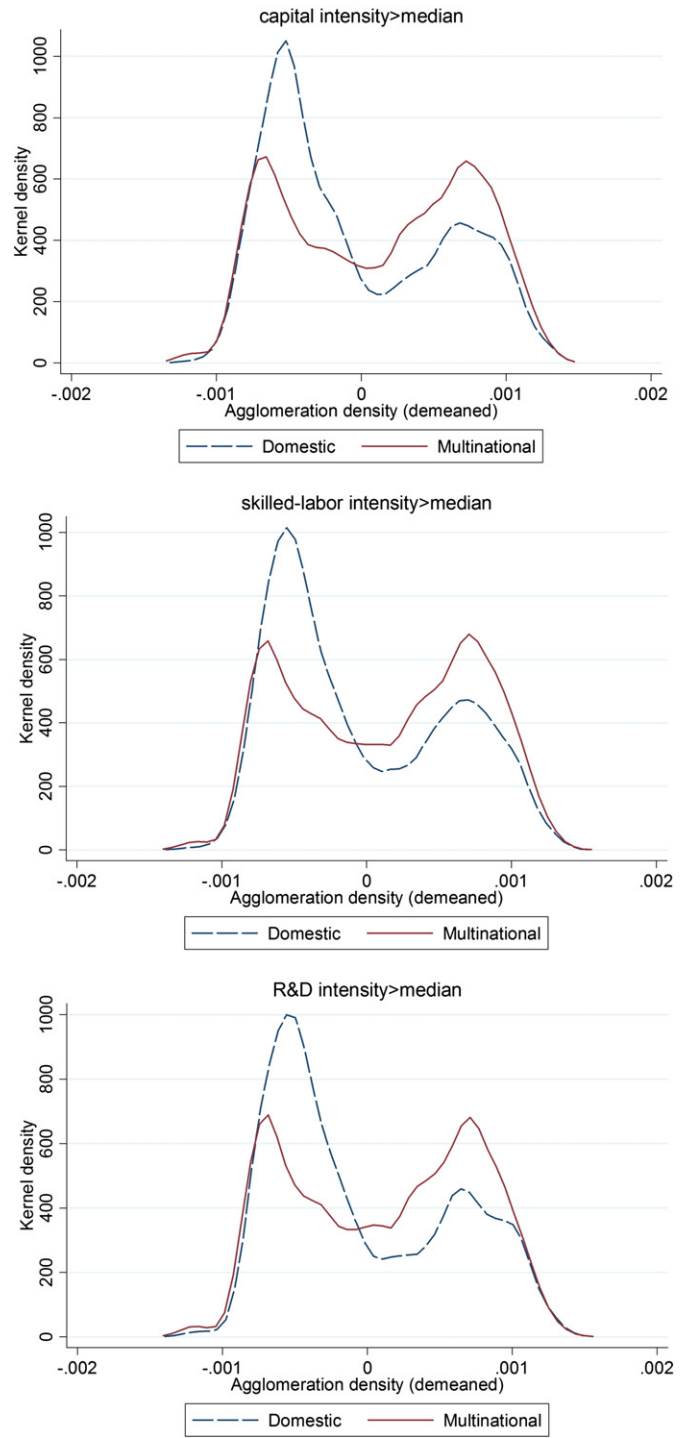 capital intensity>median
1000
800
600
400
200
0
Kernel density
-.002 -.001 0 .001 .002
Agglomeration density (demeaned)
Domestic Multinational
skilled-labor intensity>median
1000
800
600
400
200
0
Kernel density
-.002 -.001 0 .001 .002
Agglomeration density (demeaned)
Domestic Multinational
R&D intensity>median
1000
800
600
400
200
0
Kernel density
-.002 -.001 0 .001 .002
Agglomeration density (demeaned)
Domestic Multinational